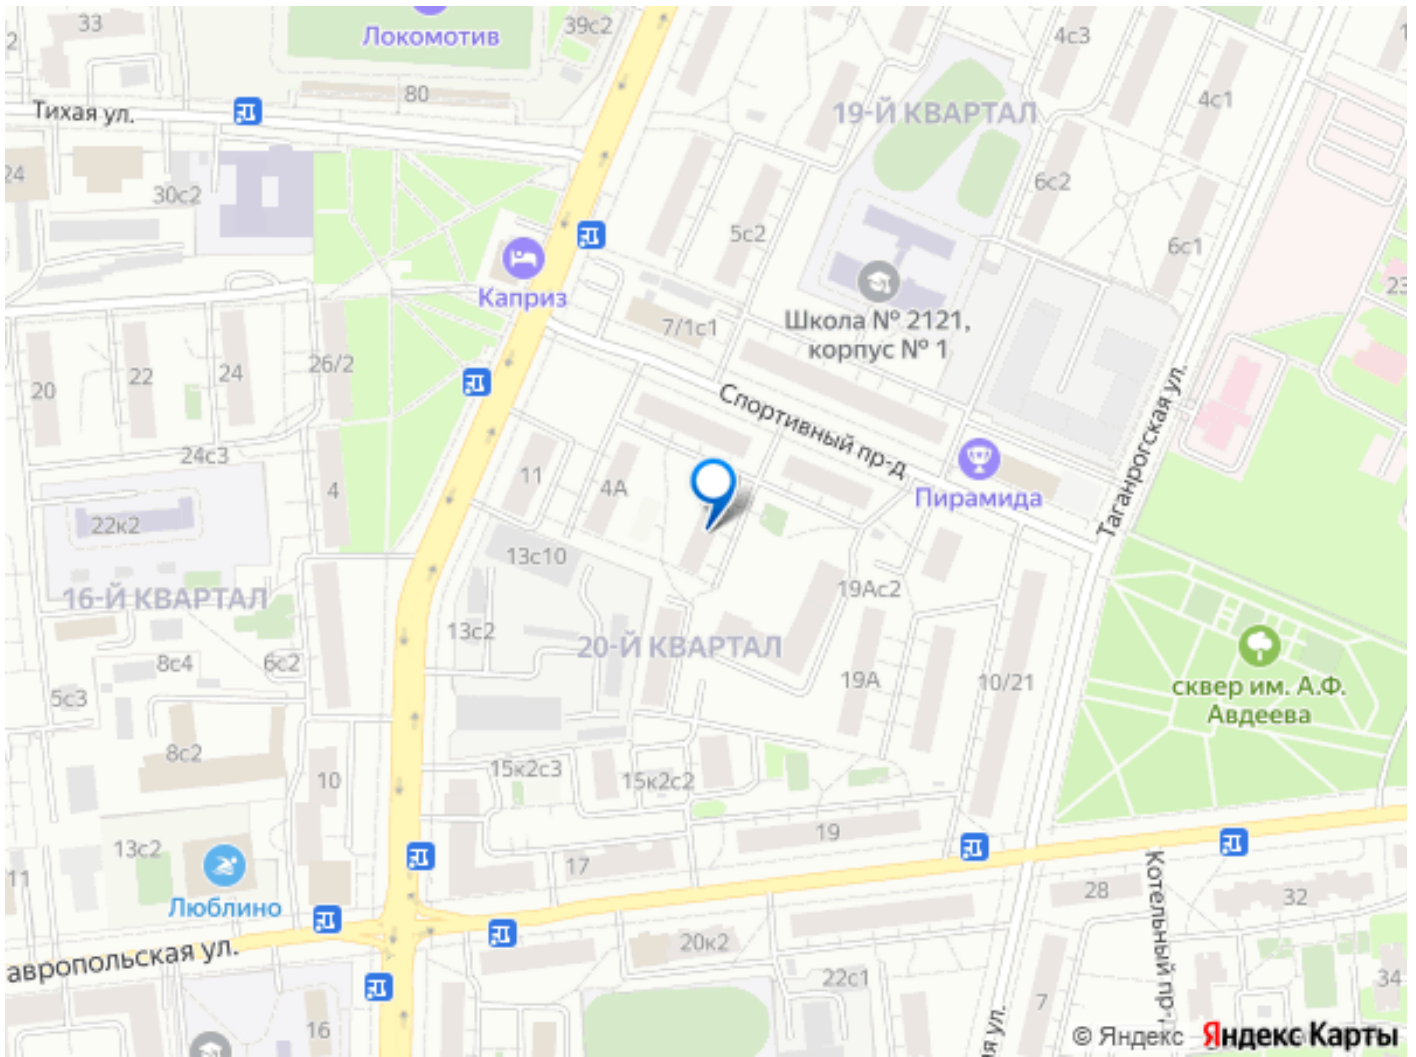 33
Локомотив
39с2
4с3
80
Тихая ул.
19-Й КВАРТАЛ
4с1
24
30с2
6с2
5с2
6с1
Каприз
7/1с1
Школа № 2121,
корпус № 1
23
26/2
20
22
24
Спортивный пр-д
Таганрогская ул.
24с3
11
4
4А
Пирамида
22к2
13с10
16-Й КВАРТАЛ
19Ас2
13с2
20-Й КВАРТАЛ
8с4
6с2
5с3
19А
10/21
сквер им. А.Ф.
Авдеева
8с2
10
15к2с3
15к2с2
19
13с2
11
17
28
32
Люблино
Котельный пр-д
авропольская ул.
20к2
22с1
34
7
16
я ул.
© Яндекс Яндекс Карты